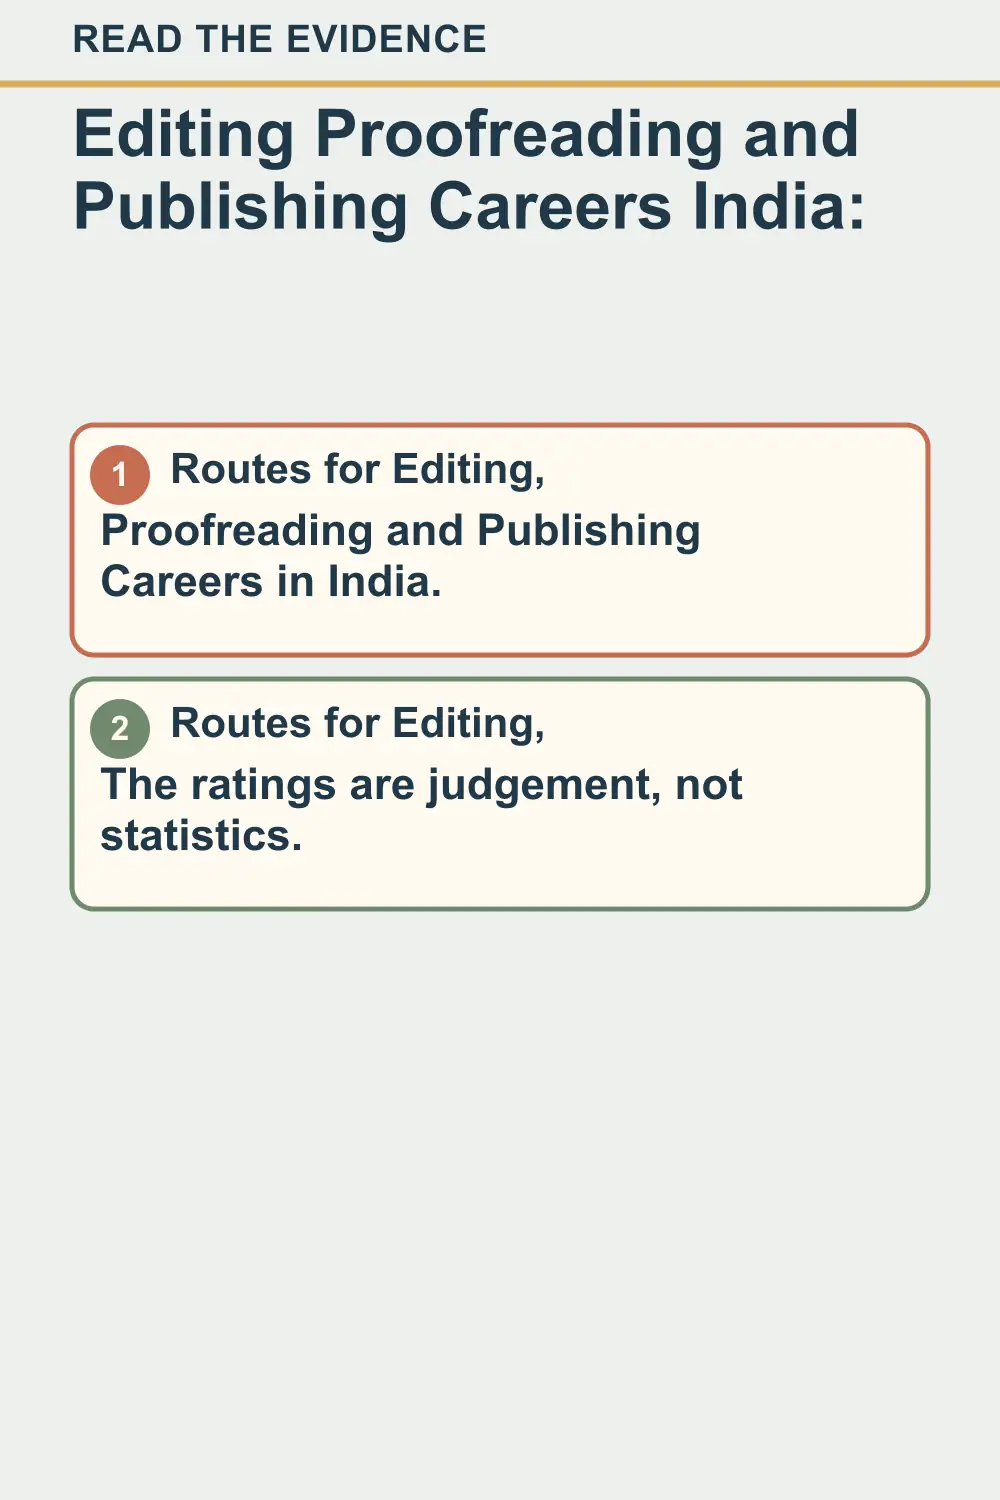 READ THE EVIDENCE
Editing Proofreading and
Publishing Careers India:
1 Routes for Editing,
Proofreading and Publishing
Careers in India.
2 Routes for Editing,
The ratings are judgement, not
statistics.